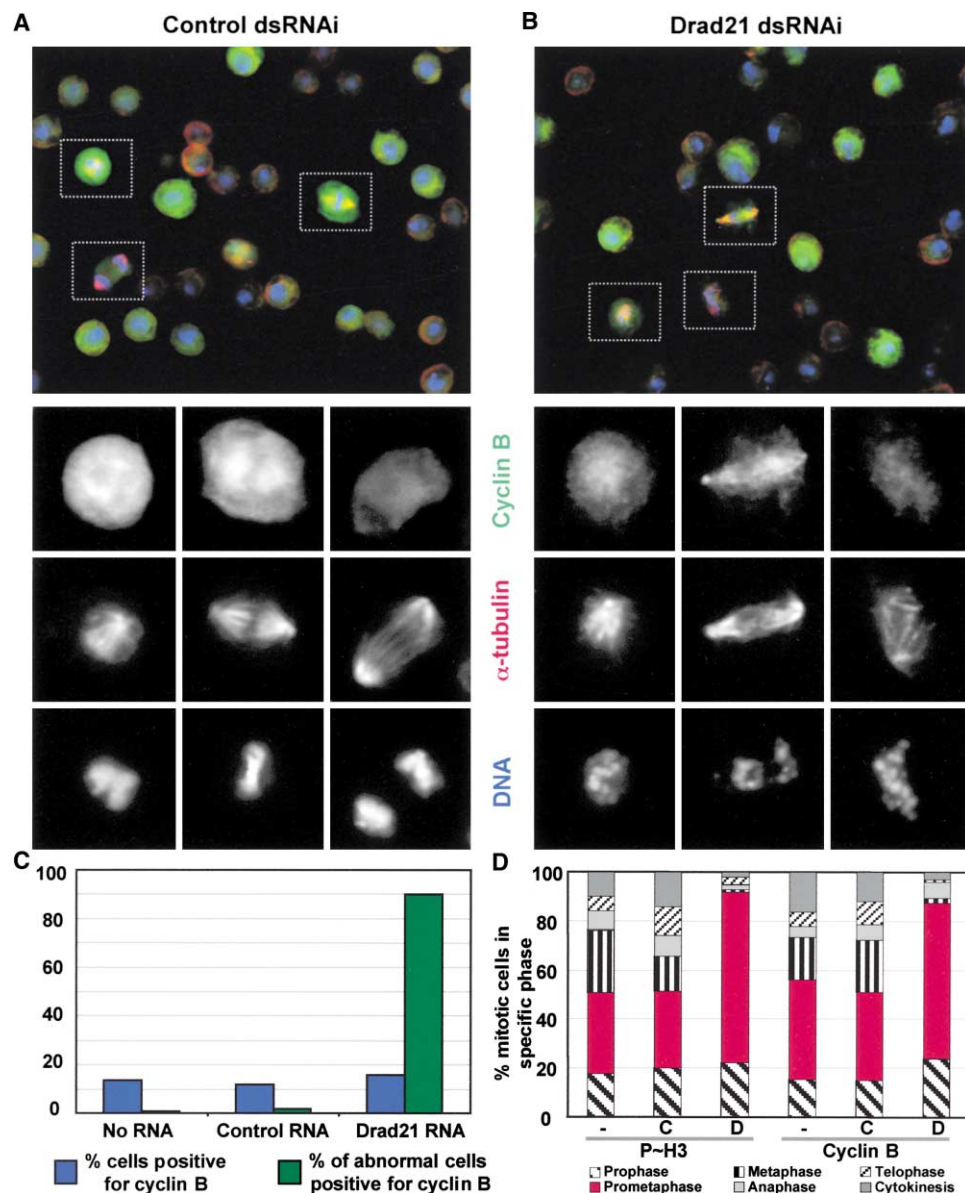 A
Control dsRNAi
B
Drad21 dsRNAi
Cyclin B
α-tubulin
DNA
C
100
80
60
40
20
0
No RNA
Control RNA
Drad21 RNA
% cells positive
for cyclin B
% of abnormal cells
positive for cyclin B
D
% mitotic cells in
specific phase
100
80
60
40
20
0
- C D - C D
P~H3 Cyclin B
Prophase Metaphase Telophase
Prometaphase Anaphase Cytokinesis